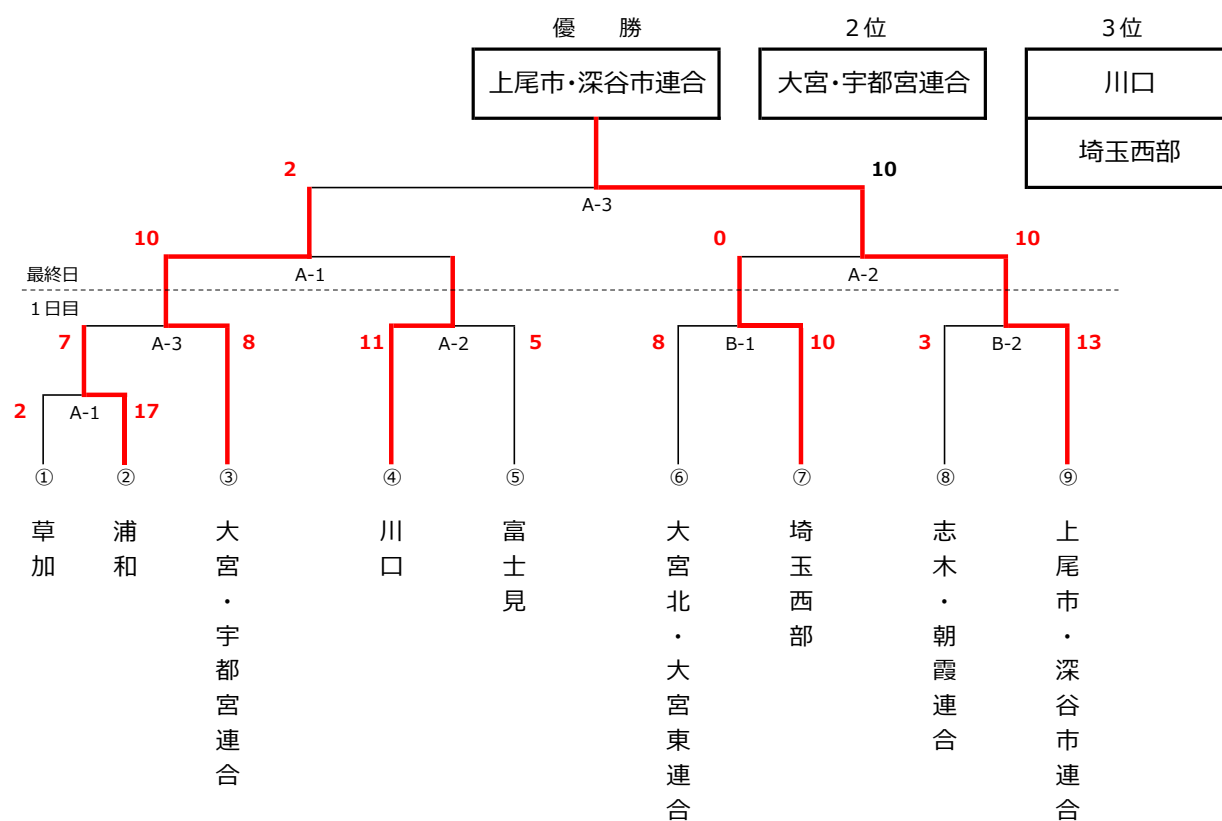 優　勝
２位
３位
上尾市・深谷市連合
大宮・宇都宮連合
川口
埼玉西部
2
10
A-3
10
0
10
A-1
A-2
最終日
１日目
7
A-3
8
11
A-2
5
8
B-1
10
3
B-2
13
2
A-1
17
①
②
③
④
⑤
⑥
⑦
⑧
⑨
草加
浦和
大宮・宇都宮連合
川口
富士見
大宮北・大宮東連合
埼玉西部
志木・朝霞連合
上尾市・深谷市連合